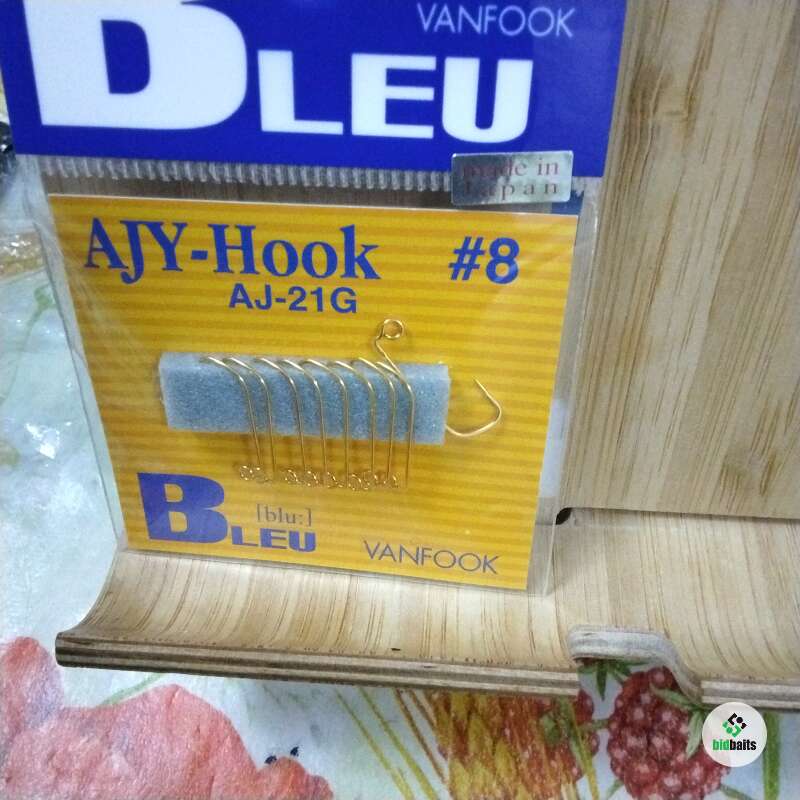 VANFOOK
BLEU
made in
Japan
AJY-Hook #8
AJ-21G
BLEU
[blu:]
VANFOOK
bidbaits